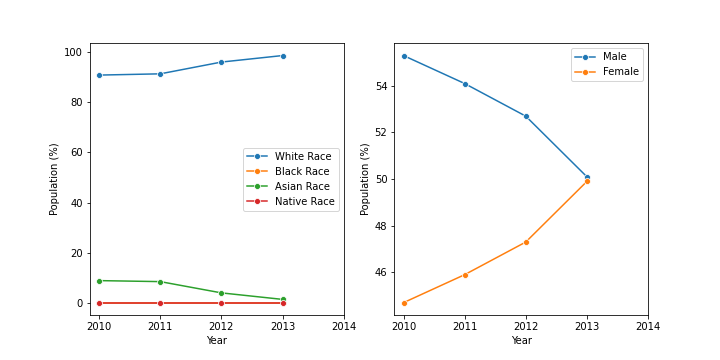 100
80
60
40
20
0
Population (%)
White Race
Black Race
Asian Race
Native Race
2010 2011 2012 2013 2014
Year
54
52
50
48
46
Population (%)
Male
Female
2010 2011 2012 2013 2014
Year